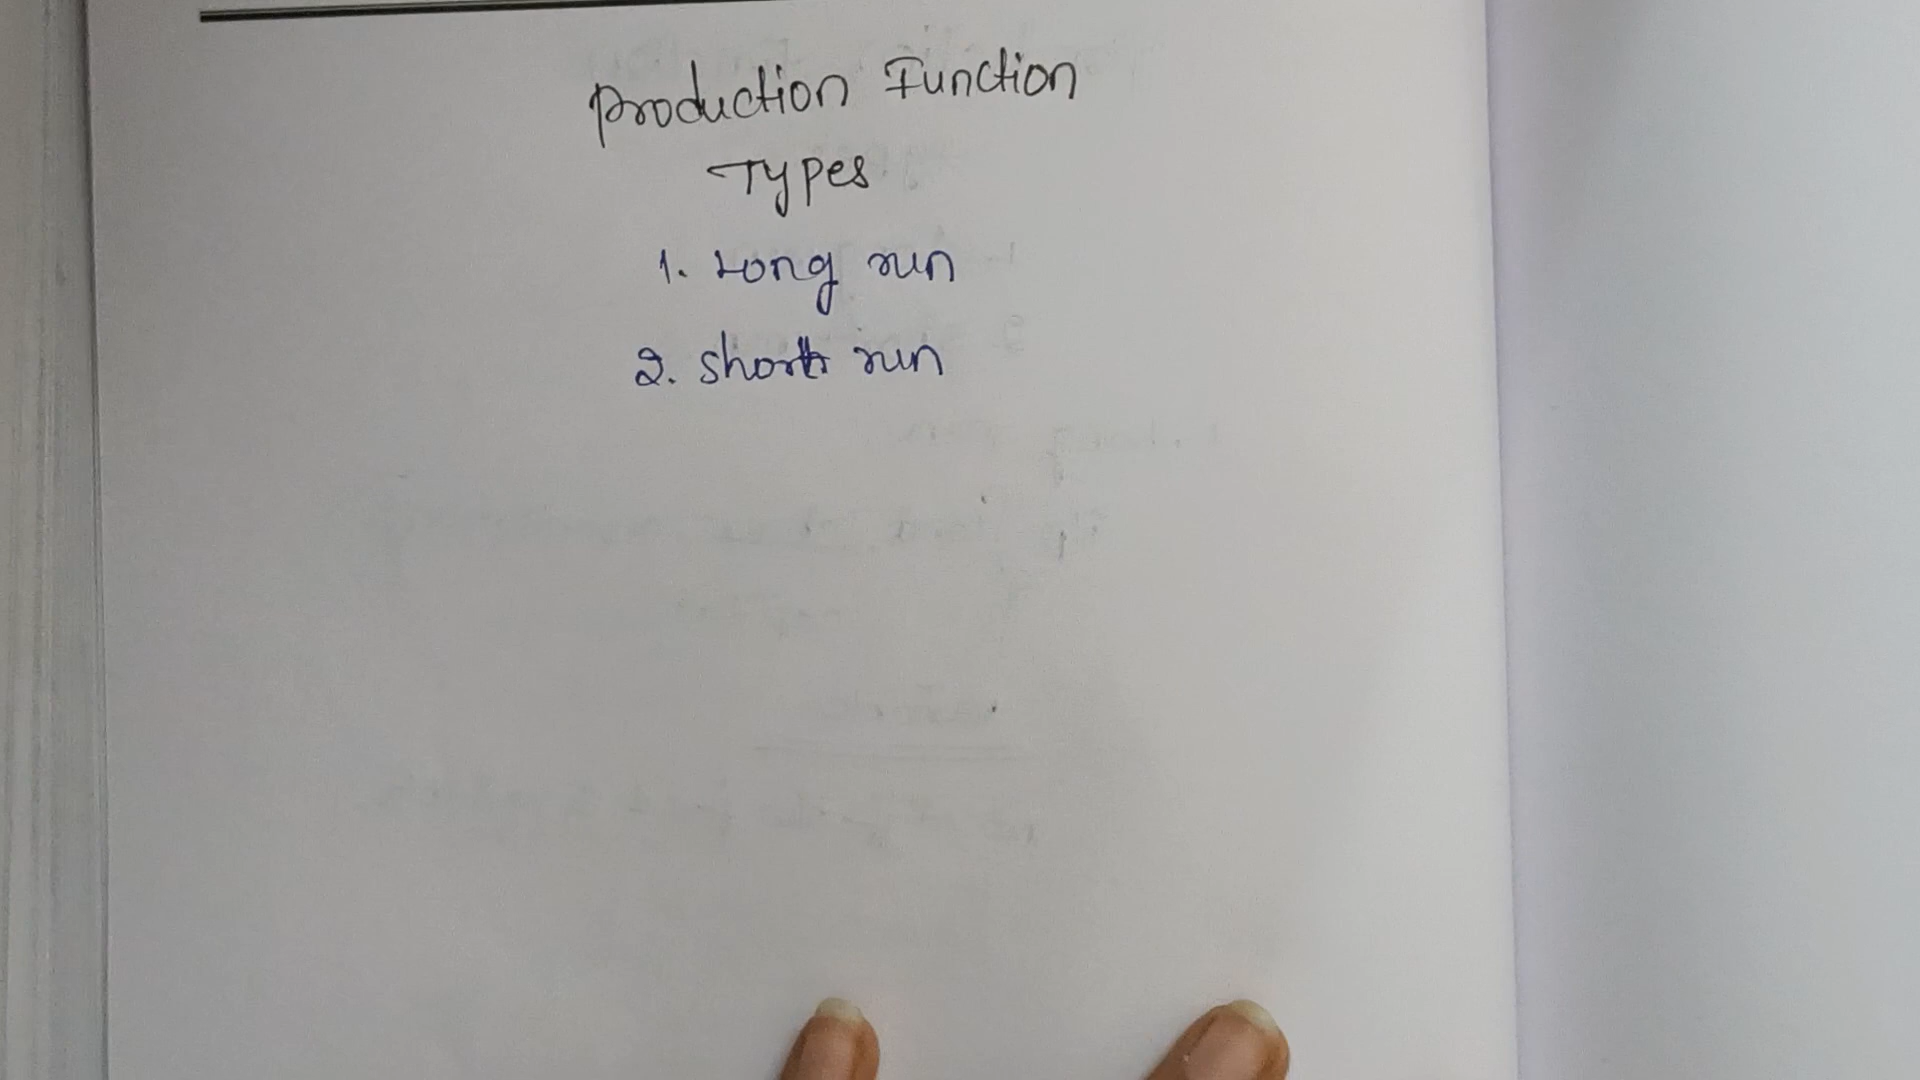 Production Function
Types
1. Long run
2. short run